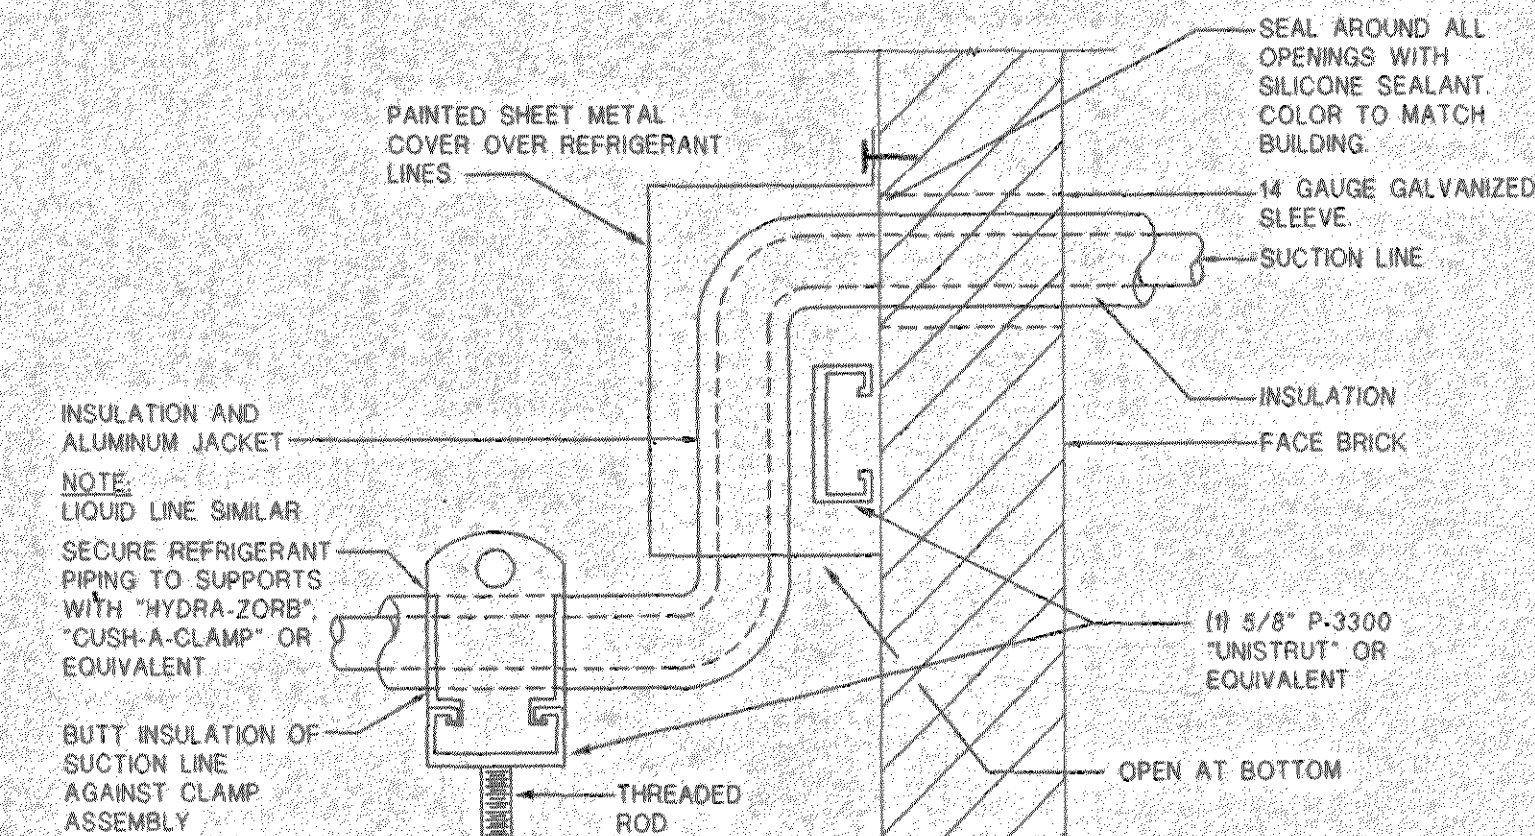 SEAL AROUND ALL
OPENINGS WITH
SILICONE SEALANT.
COLOR TO MATCH
BUILDING.
PAINTED SHEET METAL
COVER OVER REFRIGERANT
LINES
14 GAUGE GALVANIZED
SLEEVE.
SUCTION LINE
INSULATION
FACE BRICK
INSULATION AND
ALUMINUM JACKET
NOTE:
LIQUID LINE SIMILAR
SECURE REFRIGERANT
PIPING TO SUPPORTS
WITH "HYDRA-ZORB",
"CUSH-A-CLAMP" OR
EQUIVALENT
BUTT INSULATION OF
SUCTION LINE
AGAINST CLAMP
ASSEMBLY
THREADED
ROD
(1) 5/8" P-3300
"UNISTRUT" OR
EQUIVALENT
OPEN AT BOTTOM